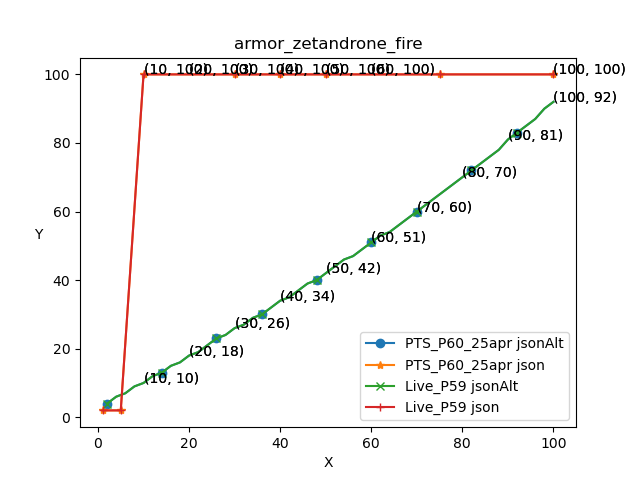 armor_zetandrone_fire
(10, 100) (20, 100) (30, 100) (40, 100) (50, 100) (60, 100) (100, 100)
(100, 92)
(90, 81)
(80, 70)
(70, 60)
(60, 51)
(50, 42)
(40, 34)
(30, 26)
(20, 18)
(10, 10)
100
80
60
40
20
0
Y
PTS_P60_25apr jsonAlt
PTS_P60_25apr json
Live_P59 jsonAlt
Live_P59 json
0 20 40 60 80 100
X